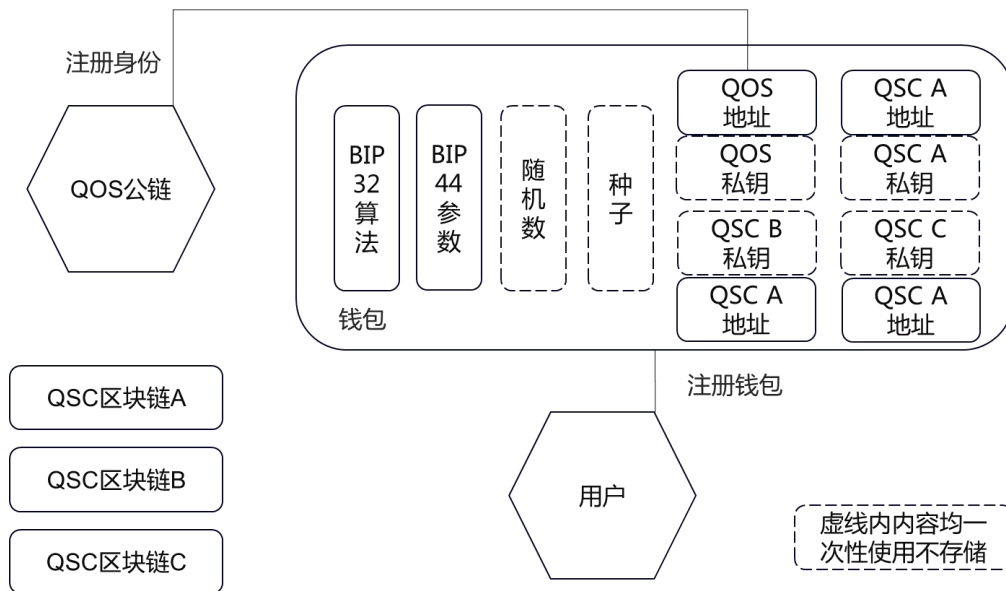 注册身份
QOS公链
BIP
32
算
法
BIP
44
参
数
随
机
数
种
子
QOS
地址
QSC A
地址
QOS
私钥
QSC A
私钥
QSC B
私钥
QSC C
私钥
QSC A
地址
QSC A
地址
钱包
注册钱包
QSC区块链A
QSC区块链B
QSC区块链C
用户
虚线内内容均一
次性使用不存储